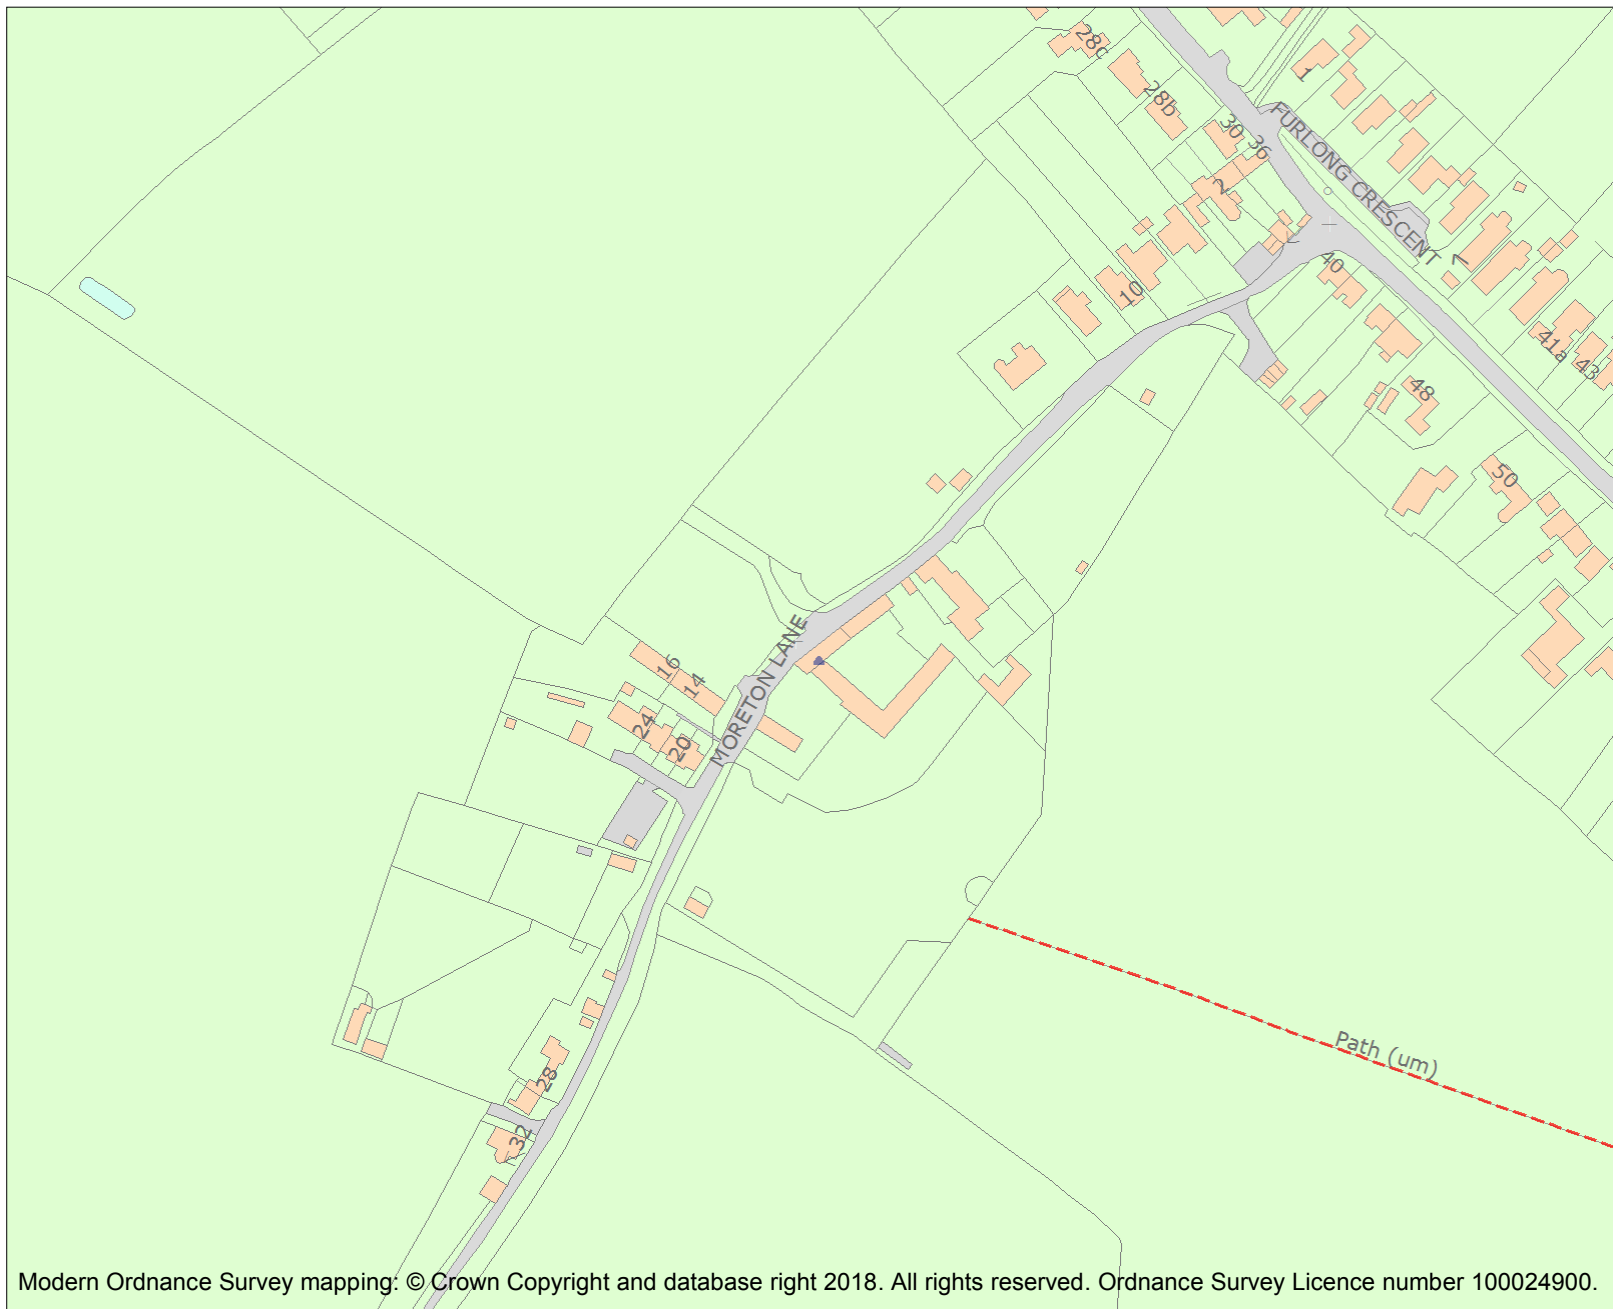 28c
1
28b
FURLONG CRESCENT
30
36
2
7
40
10
41a
43
48
50
MORETON LANE
16
14
24
20
Path (um)
28
32
Modern Ordnance Survey mapping: © Crown Copyright and database right 2018. All rights reserved. Ordnance Survey Licence number 100024900.